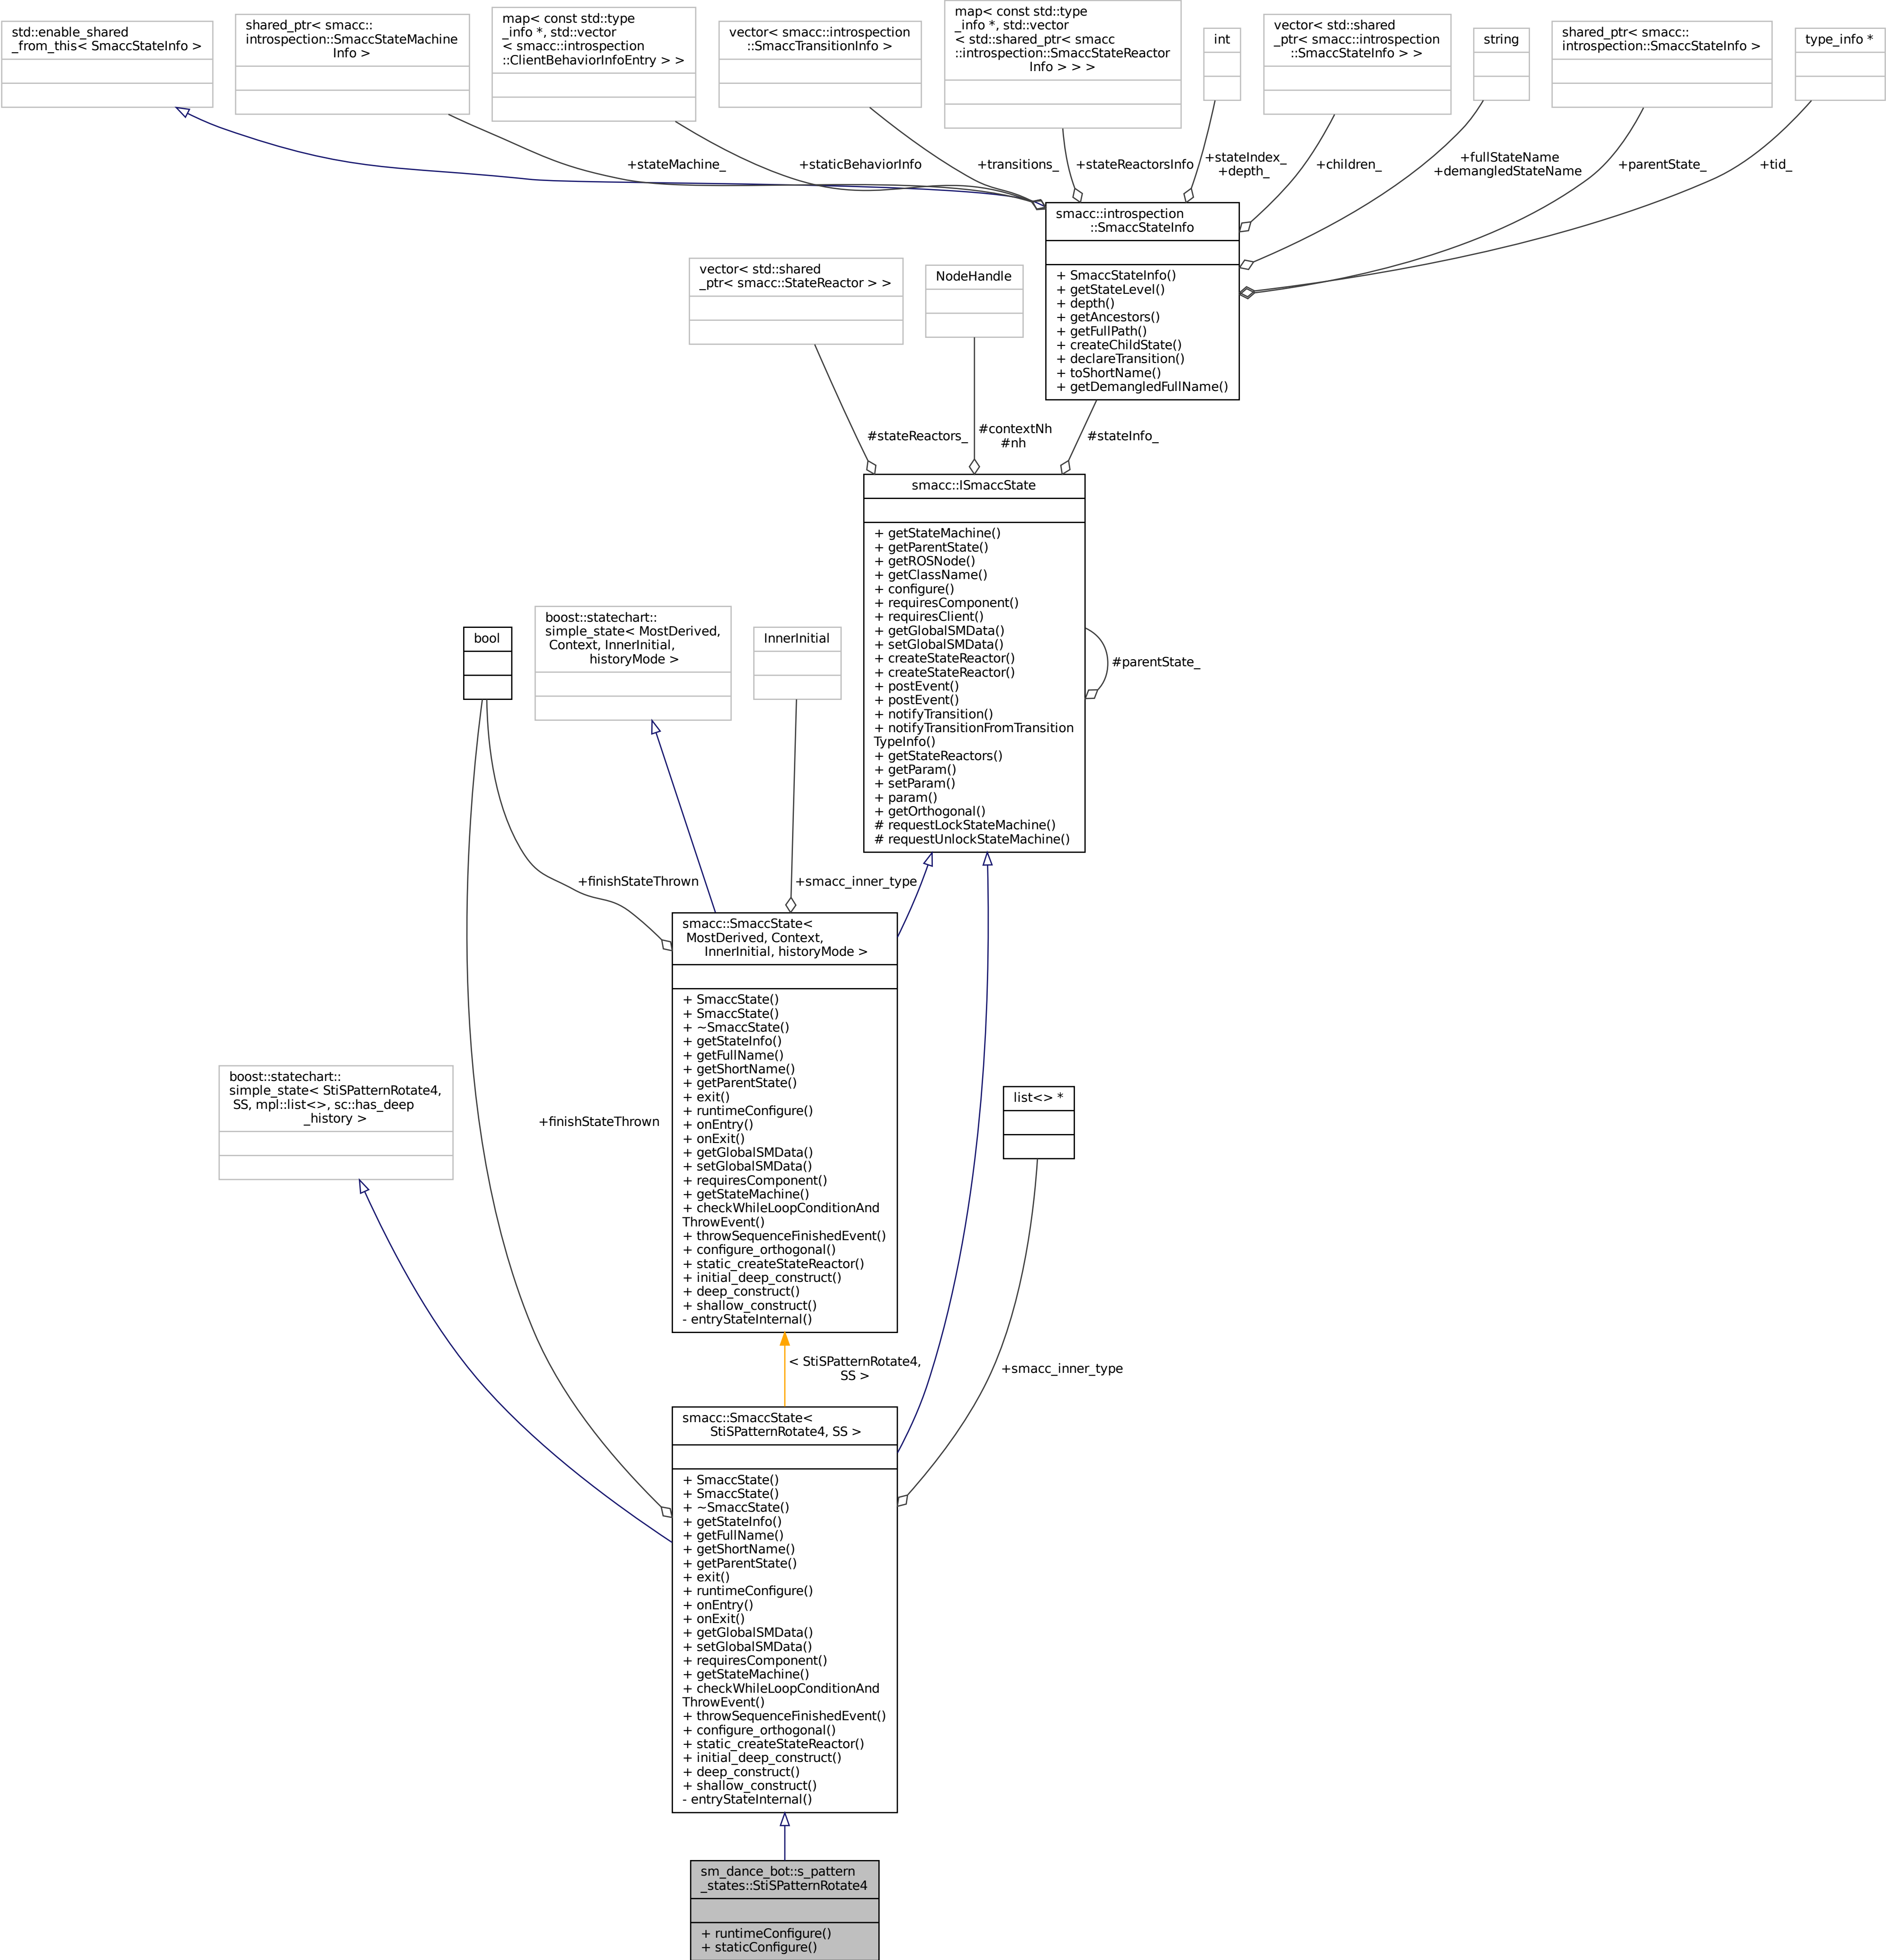 std::enable_shared
_from_this< SmaccStateInfo >
shared_ptr< smacc::
introspection::SmaccStateMachine
Info >
map< const std::type
_info *, std::vector
< smacc::introspection
::ClientBehaviorInfoEntry > >
vector< smacc::introspection
::SmaccTransitionInfo >
map< const std::type
_info *, std::vector
< std::shared_ptr< smacc
::introspection::SmaccStateReactor
Info > > >
int
vector< std::shared
_ptr< smacc::introspection
::SmaccStateInfo > >
string
shared_ptr< smacc::
introspection::SmaccStateInfo >
type_info *
+stateMachine_
+staticBehaviorInfo
+transitions_
+stateReactorsInfo
+stateIndex_
+depth_
+children_
+fullStateName
+demangledStateName
+parentState_
+tid_
smacc::introspection
::SmaccStateInfo
+ SmaccStateInfo()
+ getStateLevel()
+ depth()
+ getAncestors()
+ getFullPath()
+ createChildState()
+ declareTransition()
+ toShortName()
+ getDemangledFullName()
vector< std::shared
_ptr< smacc::StateReactor > >
NodeHandle
#stateReactors_
#contextNh
#nh
#stateInfo_
smacc::ISmaccState
+ getStateMachine()
+ getParentState()
+ getROSNode()
+ getClassName()
+ configure()
+ requiresComponent()
+ requiresClient()
+ getGlobalSMData()
+ setGlobalSMData()
+ createStateReactor()
+ createStateReactor()
+ postEvent()
+ postEvent()
+ notifyTransition()
+ notifyTransitionFromTransition
TypeInfo()
+ getStateReactors()
+ getParam()
+ setParam()
+ param()
+ getOrthogonal()
# requestLockStateMachine()
# requestUnlockStateMachine()
#parentState_
bool
boost::statechart::
simple_state< MostDerived,
Context, InnerInitial,
historyMode >
InnerInitial
+finishStateThrown
+smacc_inner_type
smacc::SmaccState<
MostDerived, Context,
InnerInitial, historyMode >
+ SmaccState()
+ SmaccState()
+ ~SmaccState()
+ getStateInfo()
+ getFullName()
+ getShortName()
+ getParentState()
+ exit()
+ runtimeConfigure()
+ onEntry()
+ onExit()
+ getGlobalSMData()
+ setGlobalSMData()
+ requiresComponent()
+ getStateMachine()
+ checkWhileLoopConditionAnd
ThrowEvent()
+ throwSequenceFinishedEvent()
+ configure_orthogonal()
+ static_createStateReactor()
+ initial_deep_construct()
+ deep_construct()
+ shallow_construct()
- entryStateInternal()
boost::statechart::
simple_state< StiSPatternRotate4,
SS, mpl::list<>, sc::has_deep
_history >
+finishStateThrown
list<> *
< StiSPatternRotate4,
SS >
+smacc_inner_type
smacc::SmaccState<
StiSPatternRotate4, SS >
+ SmaccState()
+ SmaccState()
+ ~SmaccState()
+ getStateInfo()
+ getFullName()
+ getShortName()
+ getParentState()
+ exit()
+ runtimeConfigure()
+ onEntry()
+ onExit()
+ getGlobalSMData()
+ setGlobalSMData()
+ requiresComponent()
+ getStateMachine()
+ checkWhileLoopConditionAnd
ThrowEvent()
+ throwSequenceFinishedEvent()
+ configure_orthogonal()
+ static_createStateReactor()
+ initial_deep_construct()
+ deep_construct()
+ shallow_construct()
- entryStateInternal()
sm_dance_bot::s_pattern
_states::StiSPatternRotate4
+ runtimeConfigure()
+ staticConfigure()